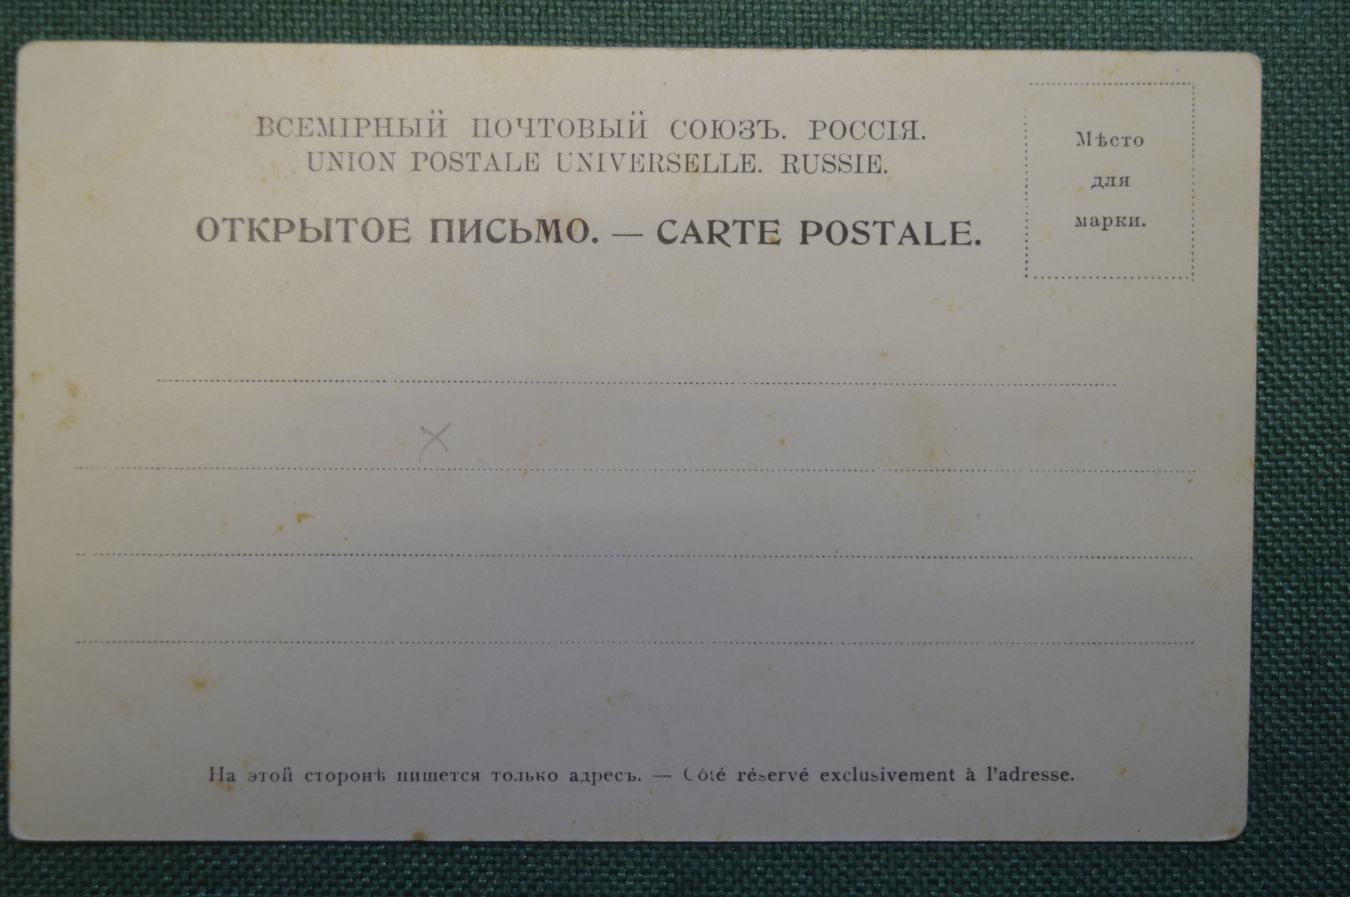 ВСЕМІРНЫЙ ПОЧТОВЫЙ СОЮЗЪ. РОССІЯ.
UNION POSTALE UNIVERSELLE. RUSSIE.
ОТКРЫТОЕ ПИСЬМО. — CARTE POSTALE.
Мѣсто
для
марки.
На этой сторонѣ пишется только адресъ. — Côté réservé exclusivement à l'adresse.